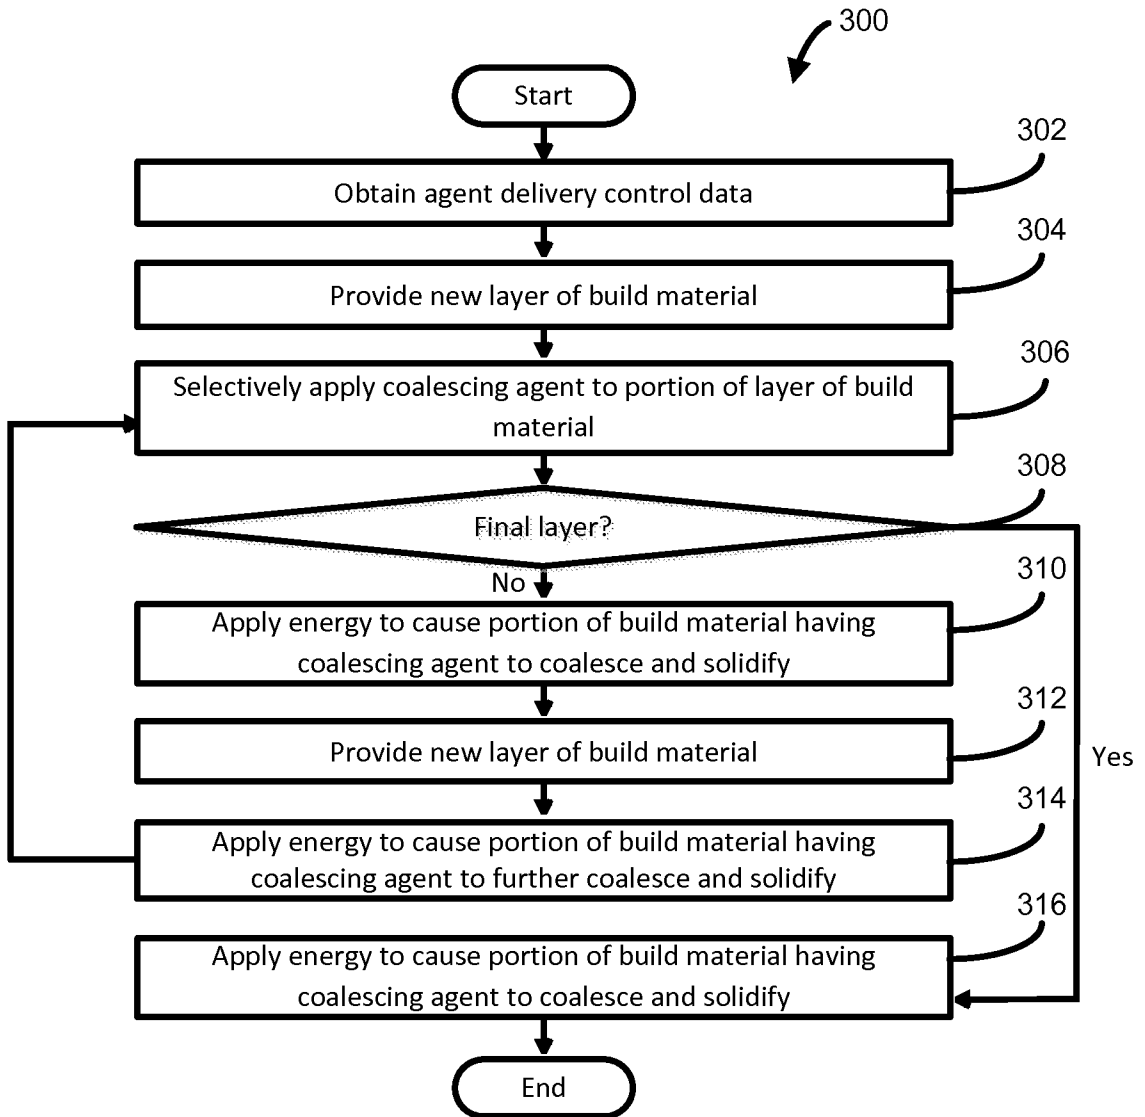 300
Start
302
Obtain agent delivery control data
304
Provide new layer of build material
306
Selectively apply coalescing agent to portion of layer of build
material
308
Final layer?
No
310
Apply energy to cause portion of build material having
coalescing agent to coalesce and solidify
312
Provide new layer of build material
Yes
314
Apply energy to cause portion of build material having
coalescing agent to further coalesce and solidify
316
Apply energy to cause portion of build material having
coalescing agent to coalesce and solidify
End